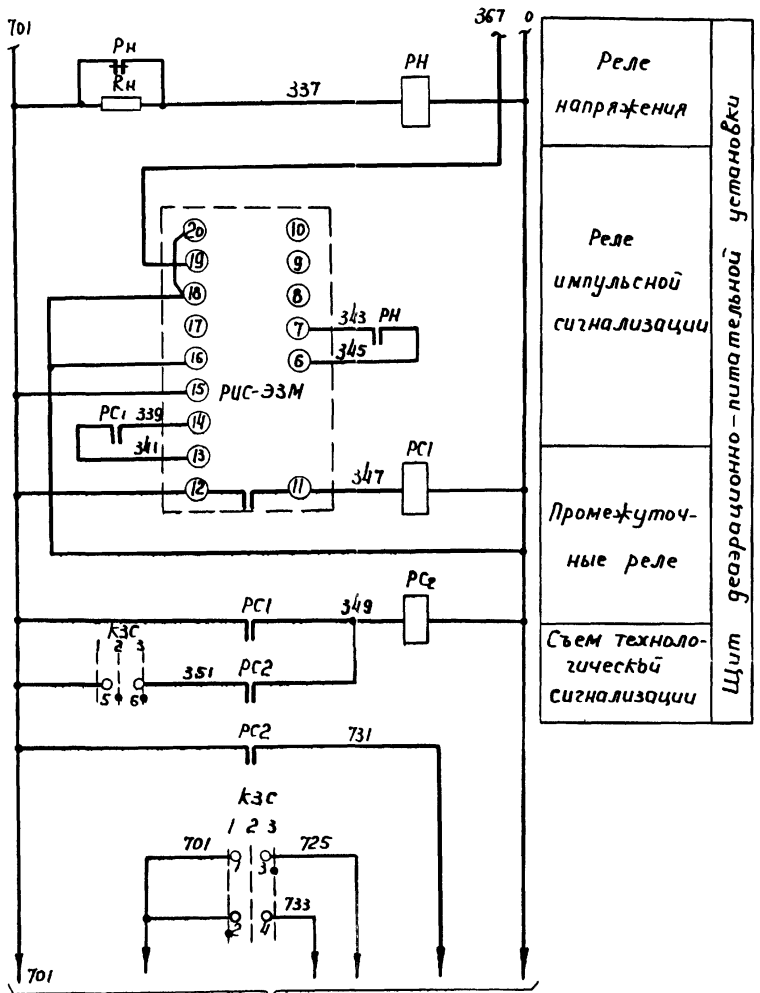 701
367 0
РН
RН
337
РН
Реле
напряжения
20
10
19
9
18
8
17
7
343 РН
16
6
345
15
РИС-ЭЗМ
Реле
импульсной
сигнализации
РС1 339
14
341
13
12
11
347
РС1
Промежуточ-
ные реле
РС1
349
РС2
КЗС
1 2 3
5
6
351
РС2
Съем техноло-
гической
сигнализации
Щит деаэрационно-питательной установки
РС2
731
КЗС
1 2 3
701
1
3
725
2
4
733
701